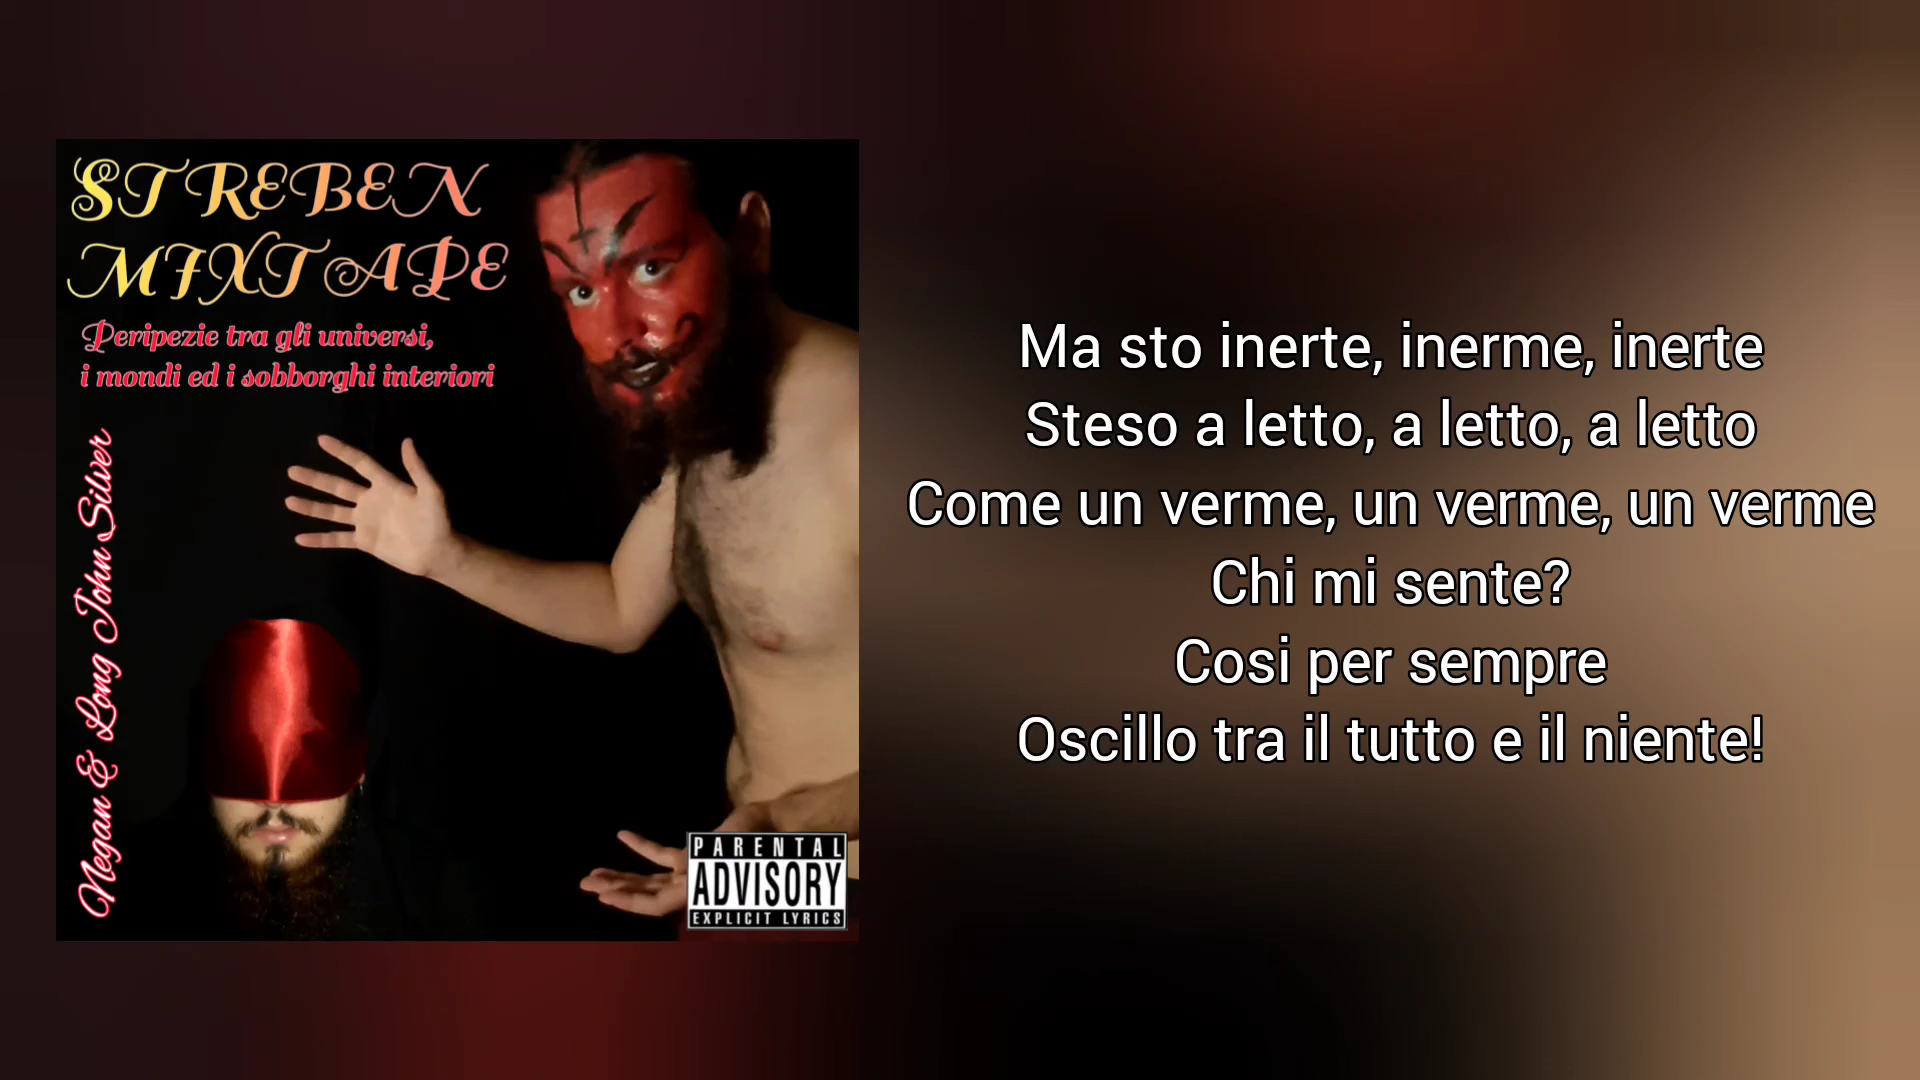 STREBEN
MIXTAPE
Peripezie tra gli universi,
i mondi ed i sobborghi interiori
Negan & Long John Silver
PARENTAL
ADVISORY
EXPLICIT LYRICS
Ma sto inerte, inerme, inerte
Steso a letto, a letto, a letto
Come un verme, un verme, un verme
Chi mi sente?
Cosi per sempre
Oscillo tra il tutto e il niente!